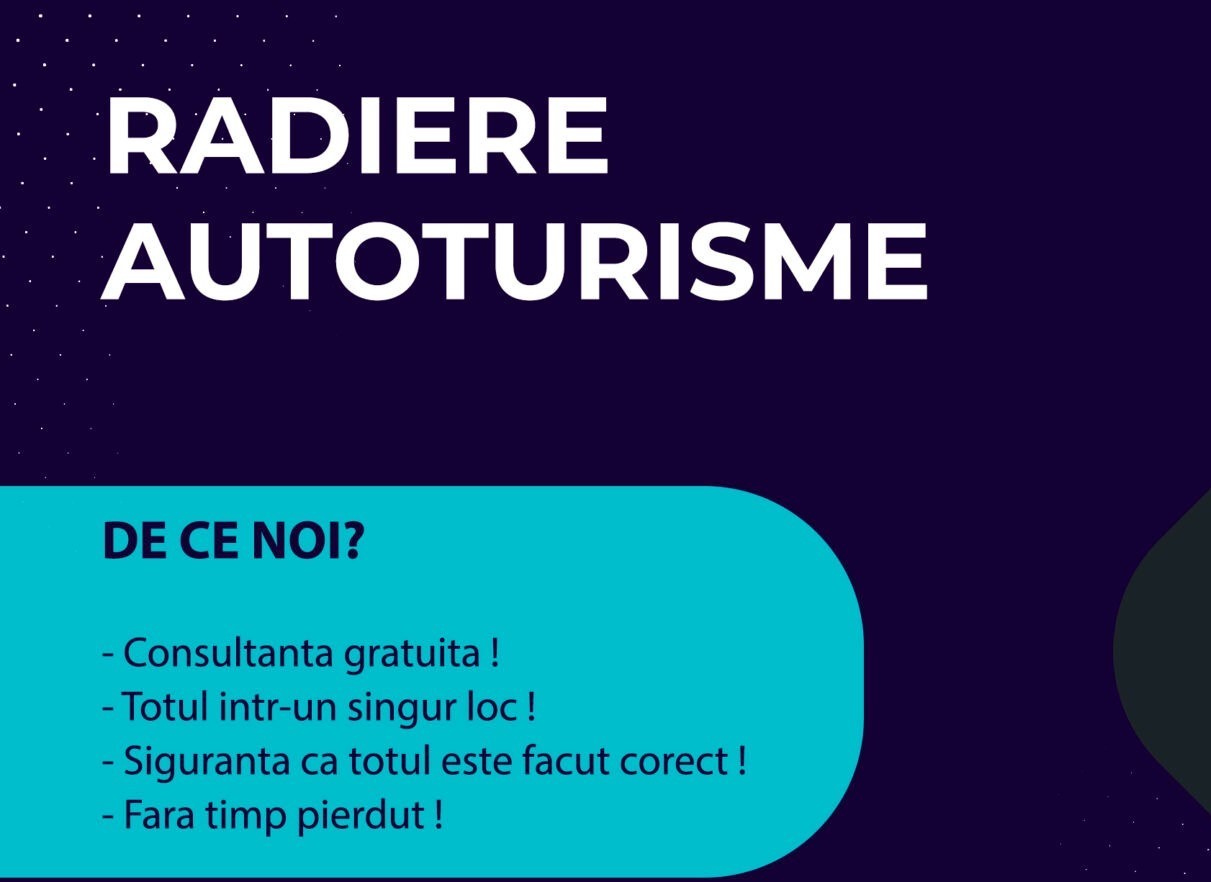 RADIERE
AUTOTURISME
DE CE NOI?
- Consultanta gratuita !
- Totul intr-un singur loc !
- Siguranta ca totul este facut corect !
- Fara timp pierdut !